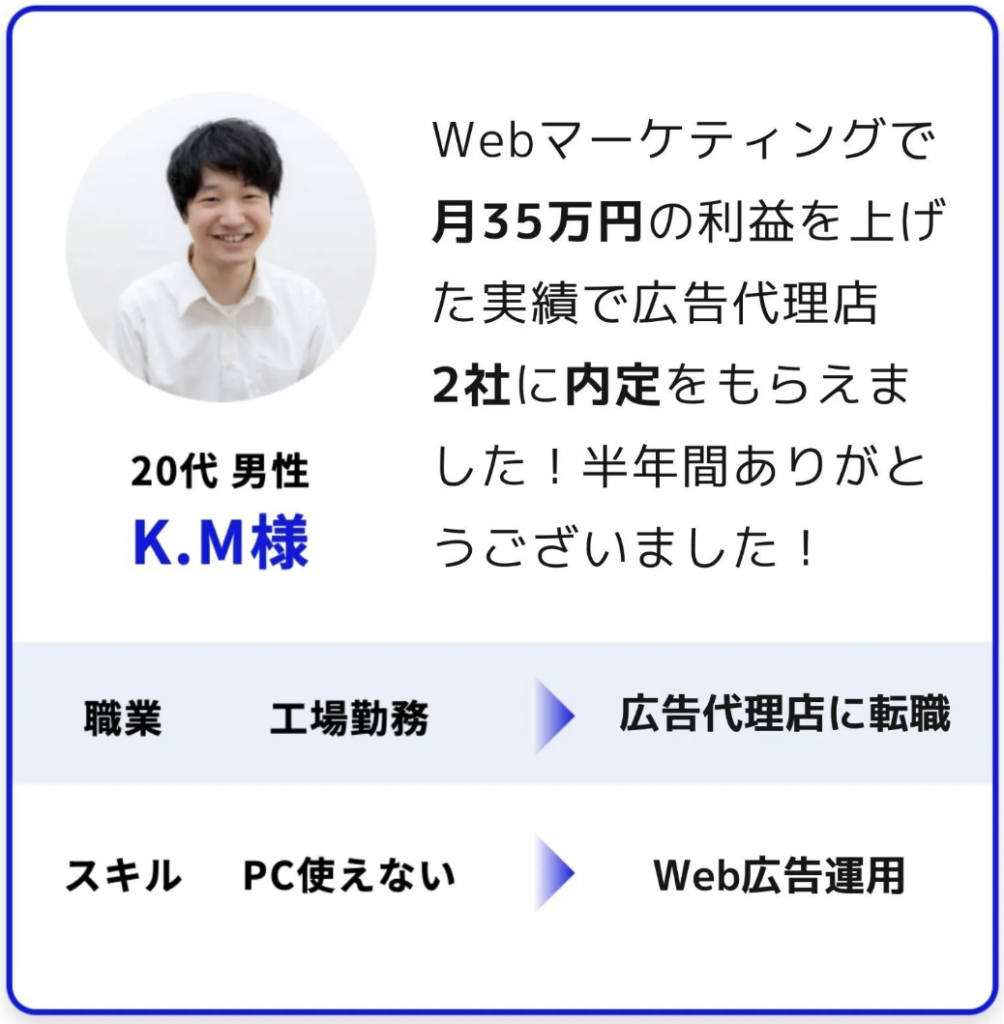 Webマーケティングで
月35万円の利益を上げ
た実績で広告代理店
2社に内定をもらえま
した！半年間ありがと
うございました！
20代 男性
K.M様
職業 工場勤務 広告代理店に転職
スキル PC使えない Web広告運用